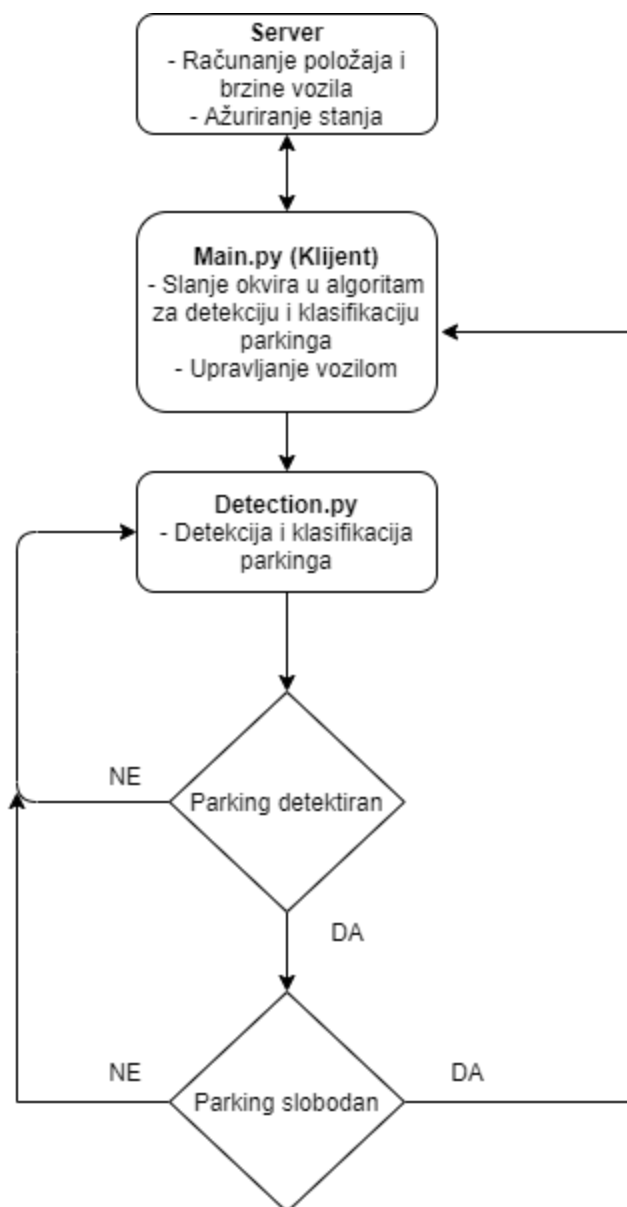 Server
- Računanje položaja i
brzine vozila
- Ažuriranje stanja
Main.py (Klijent)
- Slanje okvira u algoritam
za detekciju i klasifikaciju
parkinga
- Upravljanje vozilom
Detection.py
- Detekcija i klasifikacija
parkinga
NE
Parking detektiran
DA
NE
Parking slobodan
DA